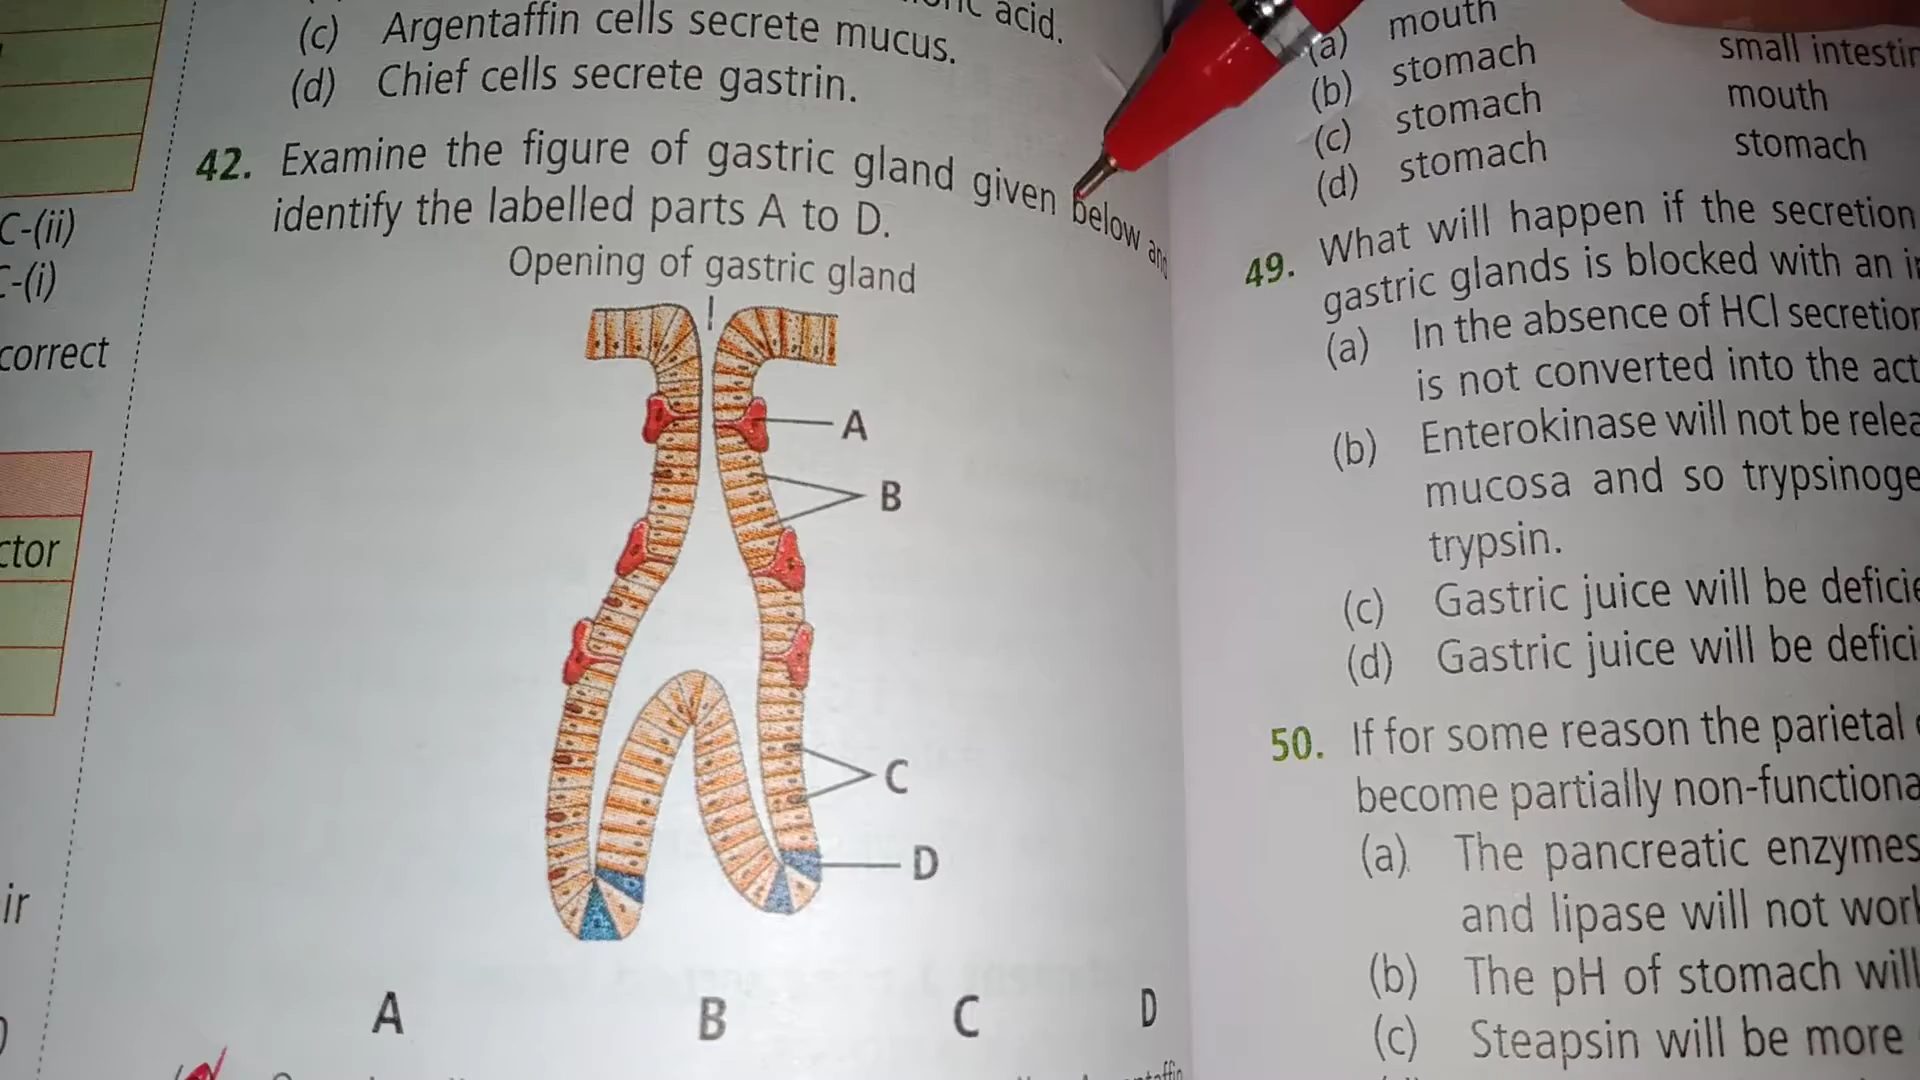 C-(ii)
C-(i)
correct
ctor
ir
acid.
(c) Argentaffin cells secrete mucus.
(d) Chief cells secrete gastrin.
42. Examine the figure of gastric gland given below and
identify the labelled parts A to D.
Opening of gastric gland
A
B
C
D
A B C D
(a) mouth small intestin
(b) stomach mouth
(c) stomach stomach
(d) stomach
49. What will happen if the secretion
gastric glands is blocked with an in
(a) In the absence of HCl secretion
is not converted into the act
(b) Enterokinase will not be relea
mucosa and so trypsinoge
trypsin.
(c) Gastric juice will be deficie
(d) Gastric juice will be defici
50. If for some reason the parietal c
become partially non-functiona
(a) The pancreatic enzymes
and lipase will not work
(b) The pH of stomach will
(c) Steapsin will be more